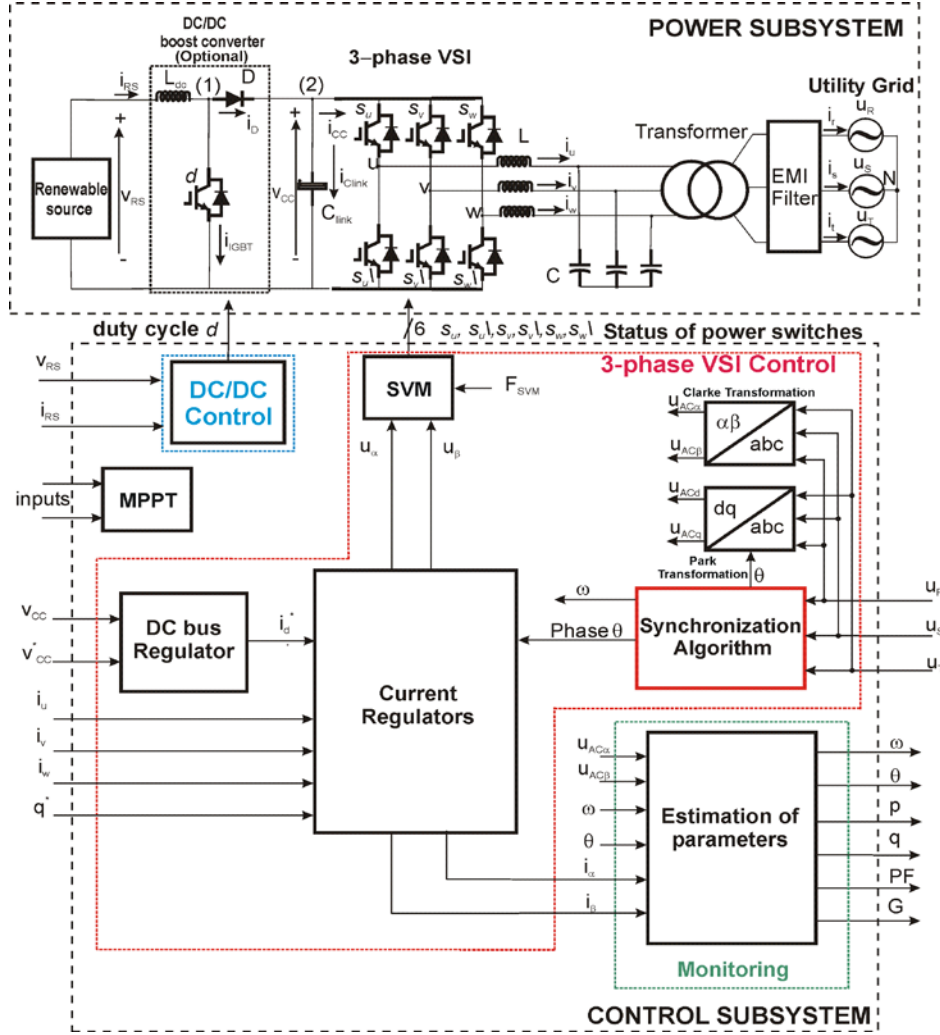 DC/DC
boost converter
(Optional)
POWER SUBSYSTEM
3–phase VSI
Utility Grid
i_RS
L_dc
(1)
D
(2)
i_D
i_CC
s_u
s_v
s_w
L
i_u
Transformer
i_r
u_R
Renewable
source
v_RS
+
-
d
i_IGBT
+
-
v_CC
i_Clink
C_link
u
v
w
i_v
i_w
EMI
Filter
i_s
u_S
N
i_t
u_T
s_u\
s_v\
s_w\
C
duty cycle d
6
s_u, s_u\, s_v, s_v\, s_w, s_w\
Status of power switches
3-phase VSI Control
v_RS
i_RS
DC/DC
Control
SVM
F_SVM
Clarke Transformation
u_ACα
u_ACβ
αβ
abc
u_α
u_β
inputs
MPPT
u_ACd
u_ACq
dq
abc
Park
Transformation
θ
v_CC
v*_CC
DC bus
Regulator
i_d*
Current
Regulators
ω
Phase θ
Synchronization
Algorithm
u_S
i_u
i_v
i_w
q*
u_ACα
u_ACβ
ω
θ
i_α
i_β
Estimation of
parameters
ω
θ
p
q
PF
G
Monitoring
CONTROL SUBSYSTEM